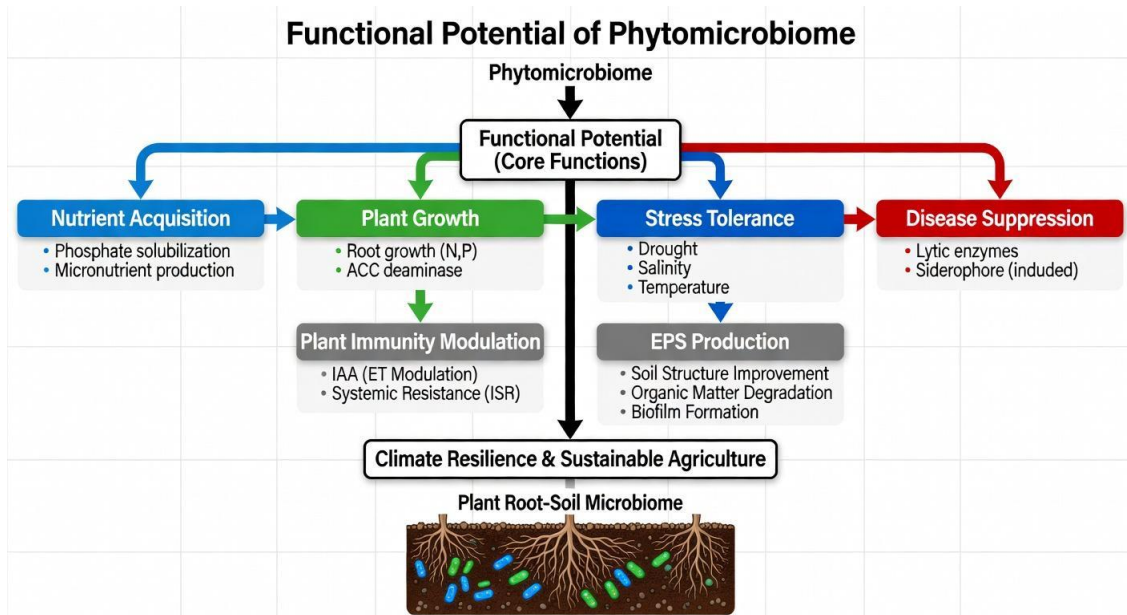 Functional Potential of Phytomicrobiome
Phytomicrobiome
Functional Potential
(Core Functions)
Nutrient Acquisition
• Phosphate solubilization
• Micronutrient production
Plant Growth
• Root growth (N,P)
• ACC deaminase
Stress Tolerance
• Drought
• Salinity
• Temperature
Disease Suppression
• Lytic enzymes
• Siderophore (induded)
Plant Immunity Modulation
• IAA (ET Modulation)
• Systemic Resistance (ISR)
EPS Production
• Soil Structure Improvement
• Organic Matter Degradation
• Biofilm Formation
Climate Resilience & Sustainable Agriculture
Plant Root-Soil Microbiome